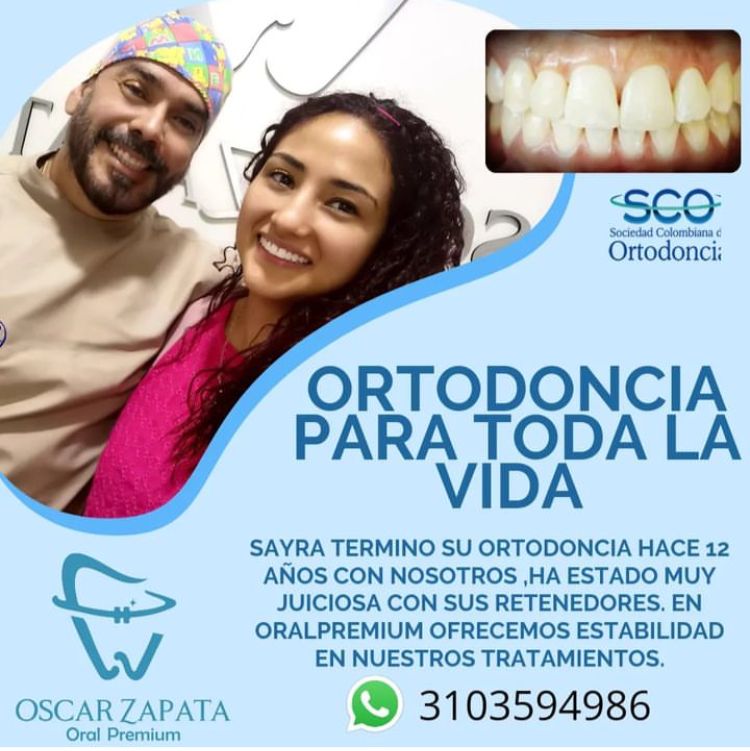 SCO
Sociedad Colombiana d
Ortodoncia
ORTODONCIA
PARA TODA LA
VIDA
SAYRA TERMINO SU ORTODONCIA HACE 12
AÑOS CON NOSOTROS ,HA ESTADO MUY
JUICIOSA CON SUS RETENEDORES. EN
ORALPREMIUM OFRECEMOS ESTABILIDAD
EN NUESTROS TRATAMIENTOS.
3103594986
OSCAR ZAPATA
Oral Premium